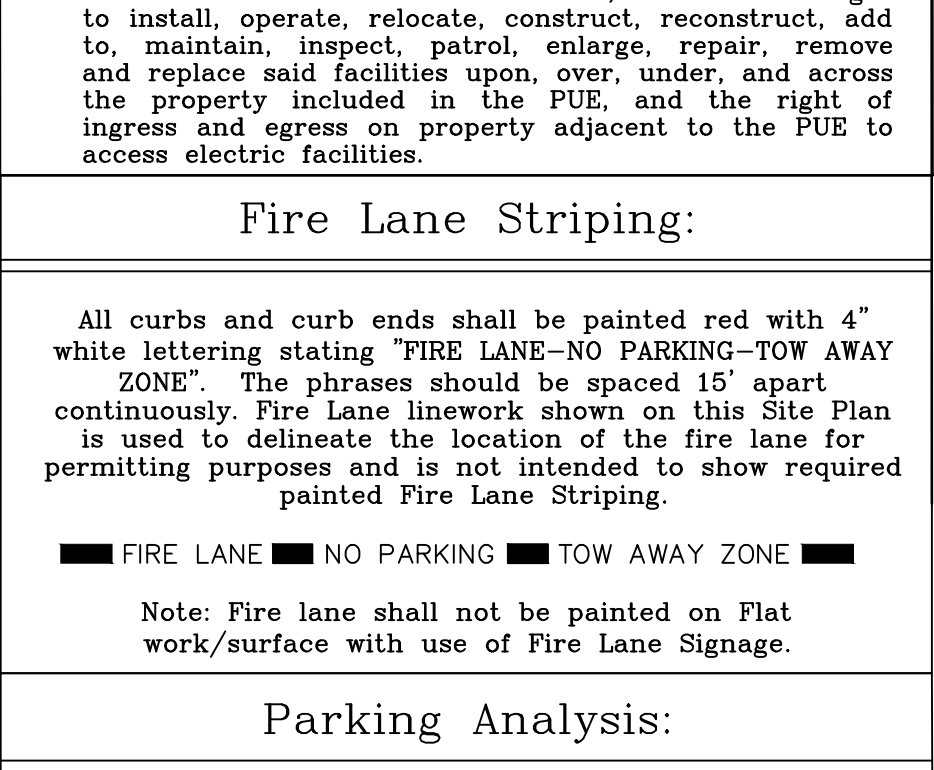 to install, operate, relocate, construct, reconstruct, add
to, maintain, inspect, patrol, enlarge, repair, remove
and replace said facilities upon, over, under, and across
the property included in the PUE, and the right of
ingress and egress on property adjacent to the PUE to
access electric facilities.
Fire Lane Striping:
All curbs and curb ends shall be painted red with 4"
white lettering stating "FIRE LANE–NO PARKING–TOW AWAY
ZONE". The phrases should be spaced 15' apart
continuously. Fire Lane linework shown on this Site Plan
is used to delineate the location of the fire lane for
permitting purposes and is not intended to show required
painted Fire Lane Striping.
FIRE LANE NO PARKING TOW AWAY ZONE
Note: Fire lane shall not be painted on Flat
work/surface with use of Fire Lane Signage.
Parking Analysis: